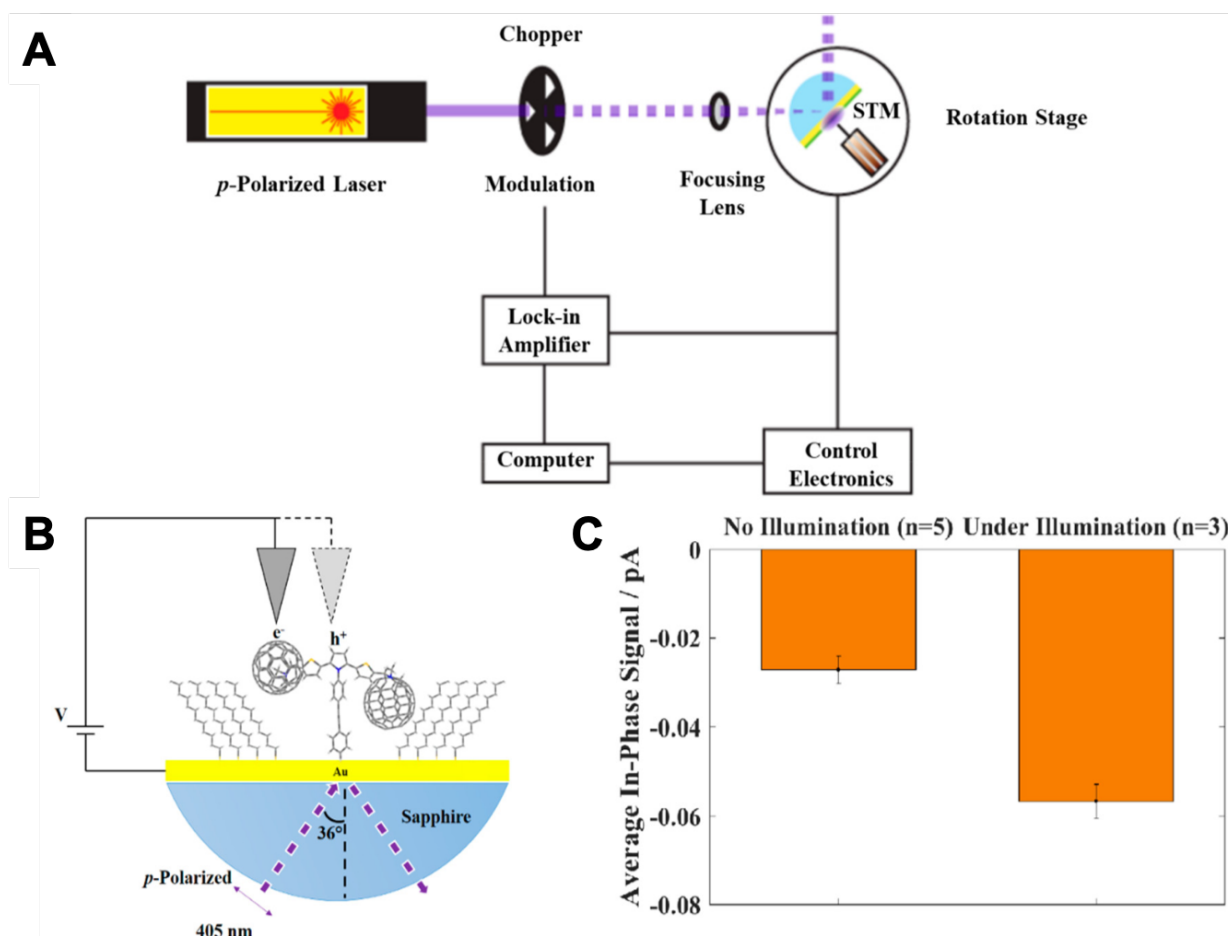 A
Chopper
STM
Rotation Stage
p-Polarized Laser
Modulation
Focusing
Lens
Lock-in
Amplifier
Computer
Control
Electronics
B
e-
h+
V
Au
Sapphire
36°
p-Polarized
405 nm
C
No Illumination (n=5) Under Illumination (n=3)
Average In-Phase Signal / pA
0
-0.02
-0.04
-0.06
-0.08